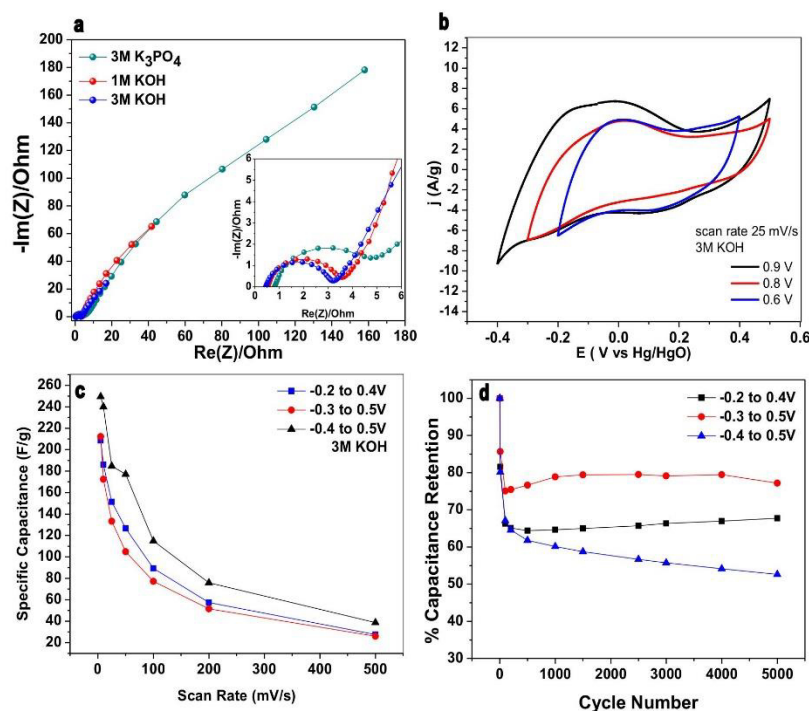 a
200
180
160
140
120
100
80
60
40
20
0
-Im(Z)/Ohm
3M K₃PO₄
1M KOH
3M KOH
6
5
4
3
2
1
0
-Im(Z)/Ohm
0 1 2 3 4 5 6
Re(Z)/Ohm
0 20 40 60 80 100 120 140 160 180
Re(Z)/Ohm
b
12
10
8
6
4
2
0
-2
-4
-6
-8
-10
-12
-14
j (A/g)
scan rate 25 mV/s
3M KOH
0.9 V
0.8 V
0.6 V
-0.4 -0.2 0.0 0.2 0.4 0.6
E ( V vs Hg/HgO)
c
260
240
220
200
180
160
140
120
100
80
60
40
20
Specific Capacitance (F/g)
-0.2 to 0.4V
-0.3 to 0.5V
-0.4 to 0.5V
3M KOH
0 100 200 300 400 500
Scan Rate (mV/s)
d
100
90
80
70
60
50
40
30
% Capacitance Retention
-0.2 to 0.4V
-0.3 to 0.5V
-0.4 to 0.5V
0 1000 2000 3000 4000 5000
Cycle Number